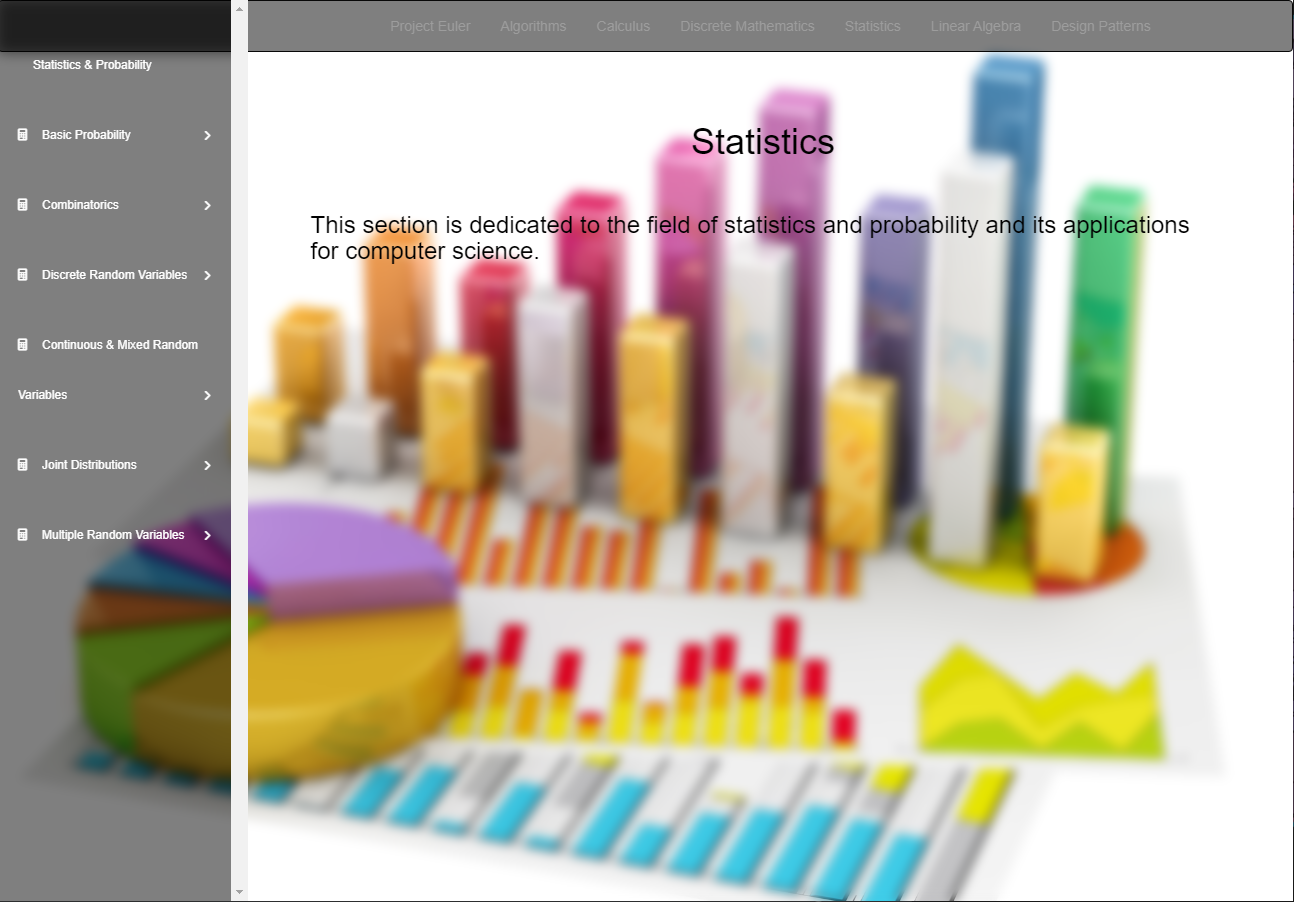 Project Euler Algorithms Calculus Discrete Mathematics Statistics Linear Algebra Design Patterns
Statistics & Probability
Basic Probability
Combinatorics
Discrete Random Variables
Continuous & Mixed Random
Variables
Joint Distributions
Multiple Random Variables
Statistics
This section is dedicated to the field of statistics and probability and its applications
for computer science.